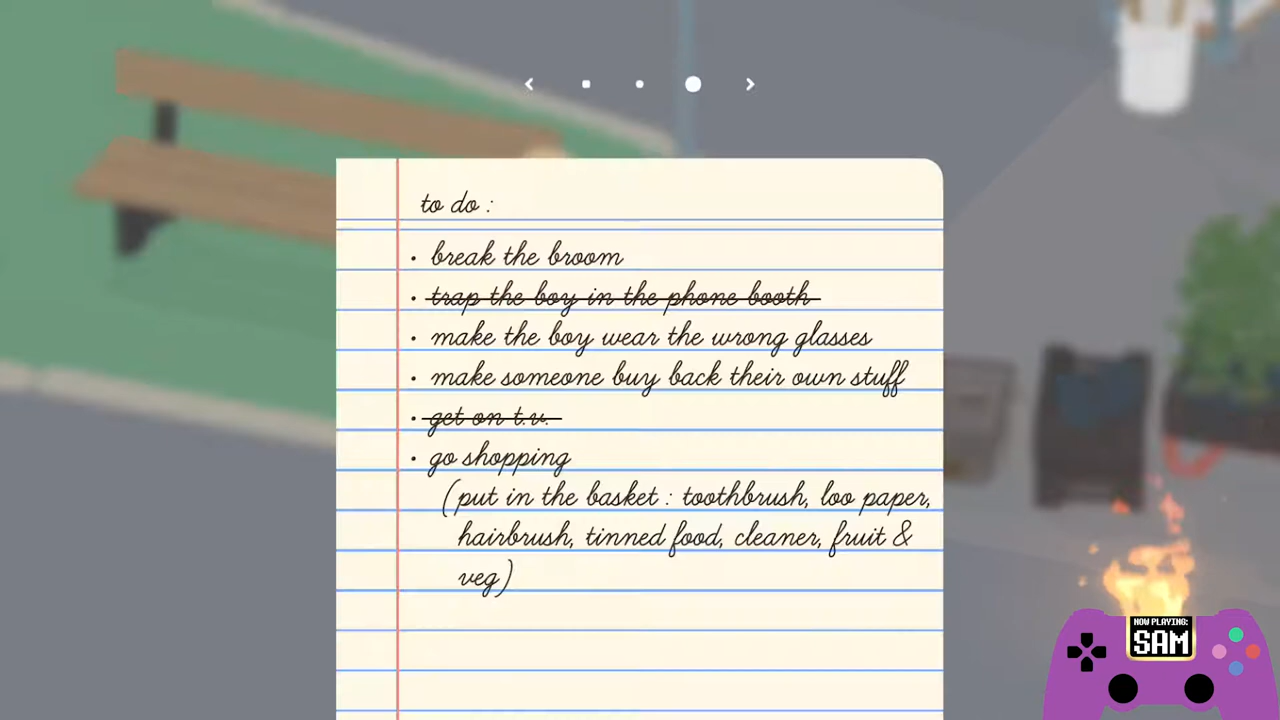 to do :
• break the broom
• trap the boy in the phone booth
• make the boy wear the wrong glasses
• make someone buy back their own stuff
• get on t.v.
• go shopping
(put in the basket : toothbrush, loo paper,
hairbrush, tinned food, cleaner, fruit &
veg)
NOW PLAYING:
SAM